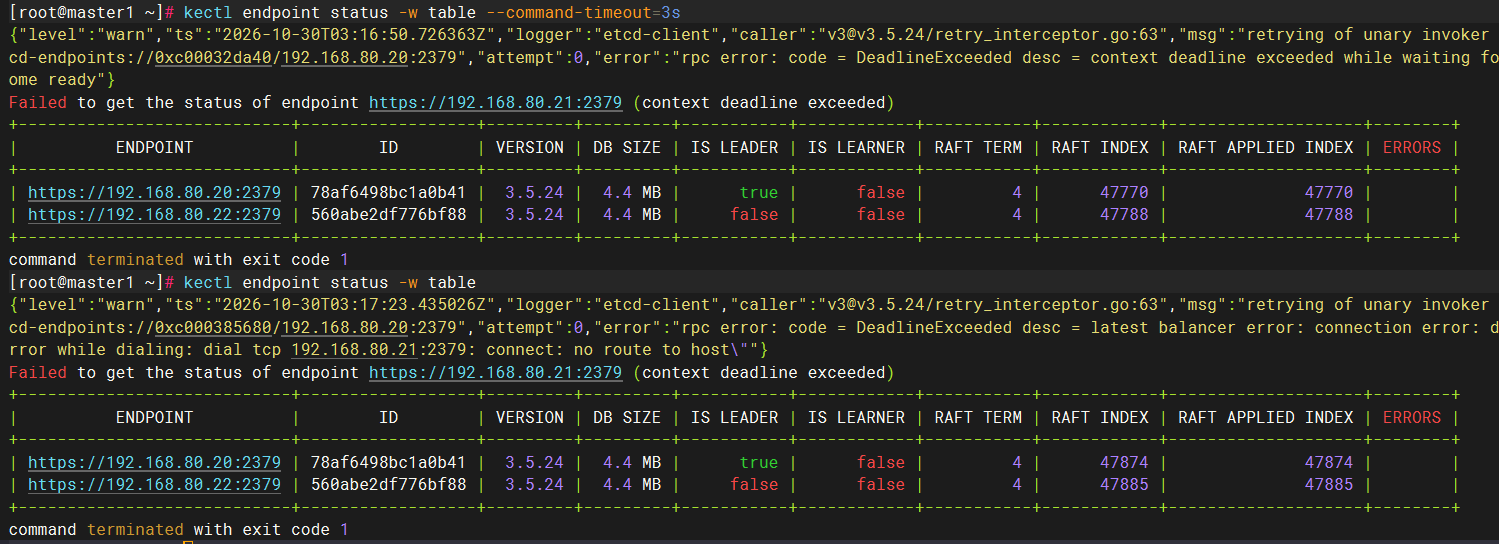 [root@master1 ~]# kectl endpoint status -w table --command-timeout=3s
{"level":"warn","ts":"2026-10-30T03:16:50.726363Z","logger":"etcd-client","caller":"v3@v3.5.24/retry_interceptor.go:63","msg":"retrying of unary invoker
cd-endpoints://0xc00032da40/192.168.80.20:2379","attempt":0,"error":"rpc error: code = DeadlineExceeded desc = context deadline exceeded while waiting fo
ome ready"}
Failed to get the status of endpoint https://192.168.80.21:2379 (context deadline exceeded)
+----------------------------+------------------+---------+---------+-----------+------------+-----------+------------+--------------------+--------+
|          ENDPOINT          |        ID        | VERSION | DB SIZE | IS LEADER | IS LEARNER | RAFT TERM | RAFT INDEX | RAFT APPLIED INDEX | ERRORS |
+----------------------------+------------------+---------+---------+-----------+------------+-----------+------------+--------------------+--------+
| https://192.168.80.20:2379 | 78af6498bc1a0b41 |  3.5.24 |  4.4 MB |      true |      false |         4 |      47770 |              47770 |        |
| https://192.168.80.22:2379 | 560abe2df776bf88 |  3.5.24 |  4.4 MB |     false |      false |         4 |      47788 |              47788 |        |
+----------------------------+------------------+---------+---------+-----------+------------+-----------+------------+--------------------+--------+
command terminated with exit code 1
[root@master1 ~]# kectl endpoint status -w table
{"level":"warn","ts":"2026-10-30T03:17:23.435026Z","logger":"etcd-client","caller":"v3@v3.5.24/retry_interceptor.go:63","msg":"retrying of unary invoker
cd-endpoints://0xc000385680/192.168.80.20:2379","attempt":0,"error":"rpc error: code = DeadlineExceeded desc = latest balancer error: connection error: d
rror while dialing: dial tcp 192.168.80.21:2379: connect: no route to host\""}
Failed to get the status of endpoint https://192.168.80.21:2379 (context deadline exceeded)
+----------------------------+------------------+---------+---------+-----------+------------+-----------+------------+--------------------+--------+
|          ENDPOINT          |        ID        | VERSION | DB SIZE | IS LEADER | IS LEARNER | RAFT TERM | RAFT INDEX | RAFT APPLIED INDEX | ERRORS |
+----------------------------+------------------+---------+---------+-----------+------------+-----------+------------+--------------------+--------+
| https://192.168.80.20:2379 | 78af6498bc1a0b41 |  3.5.24 |  4.4 MB |      true |      false |         4 |      47874 |              47874 |        |
| https://192.168.80.22:2379 | 560abe2df776bf88 |  3.5.24 |  4.4 MB |     false |      false |         4 |      47885 |              47885 |        |
+----------------------------+------------------+---------+---------+-----------+------------+-----------+------------+--------------------+--------+
command terminated with exit code 1